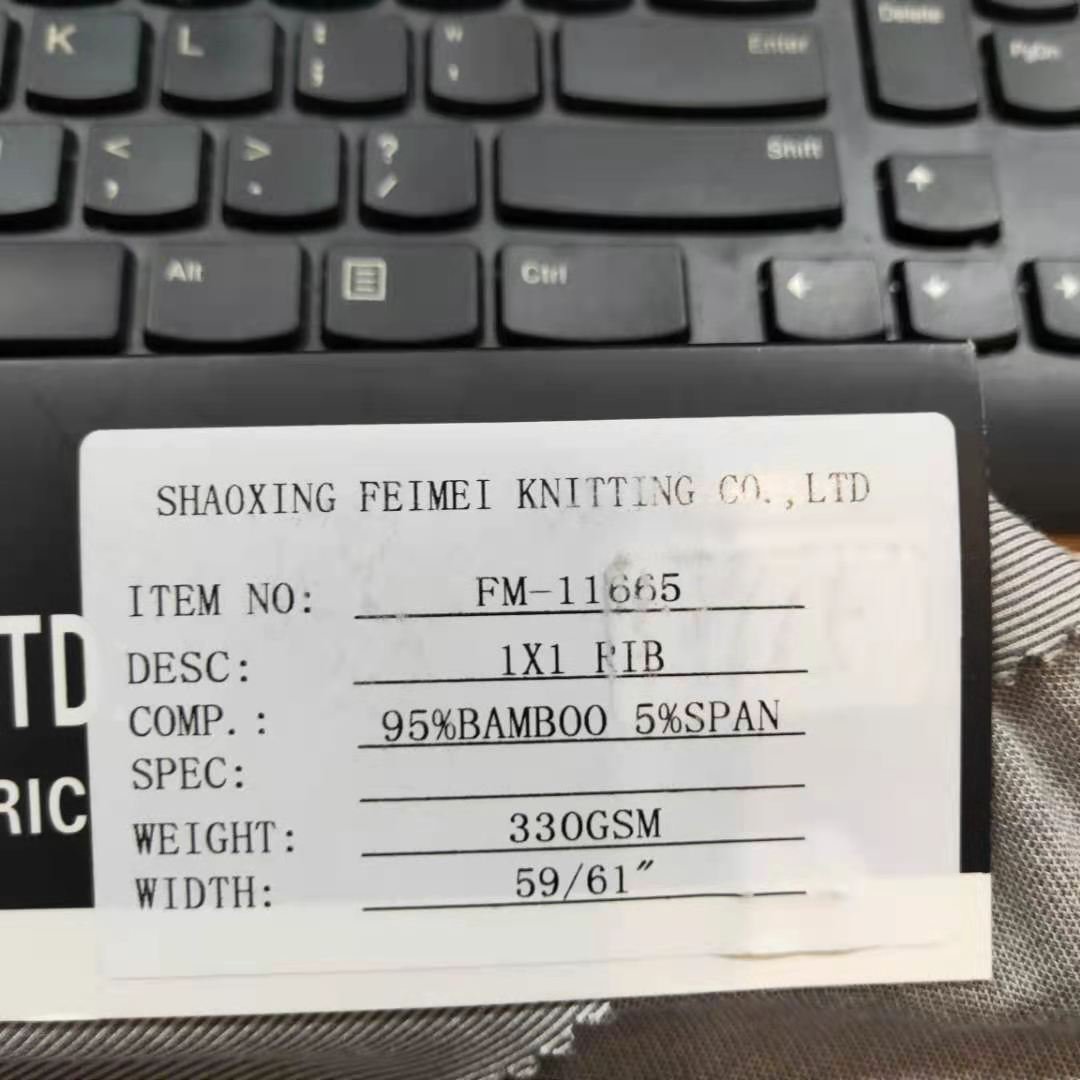 K L : ; " ' Enter Delete PgDn
< , > . ? / Shift
Alt Ctrl
SHAOXING FEIMEI KNITTING CO.,LTD
ITEM NO: FM-11665
DESC: 1X1 RIB
COMP.: 95%BAMBOO 5%SPAN
SPEC:
WEIGHT: 330GSM
WIDTH: 59/61"
TD
RIC